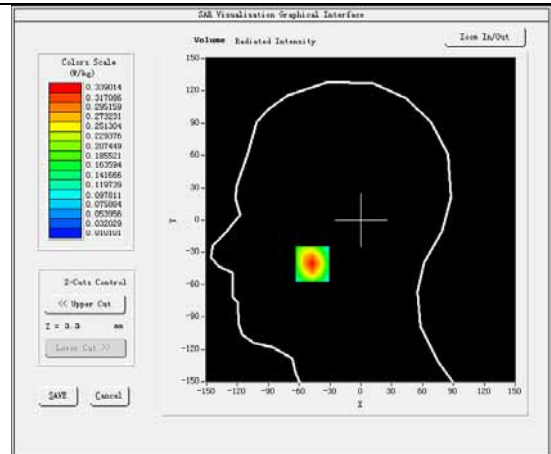 SAR Visualisation Graphical Interface
Volume Radiated Intensity
Zoom In/Out
Colors Scale
(W/kg)
0.339014
0.317086
0.295159
0.273231
0.251304
0.229376
0.207449
0.185521
0.163594
0.141666
0.119739
0.097811
0.075884
0.053956
0.032029
0.010101
150
120
90
60
30
0
-30
-60
-90
-120
-150
Y
-150 -120 -90 -60 -30 0 30 60 90 120 150
X
Z-Cuts Control
<< Upper Cut
Z = 3.3 mm
Lower Cut >>
SAVE Cancel